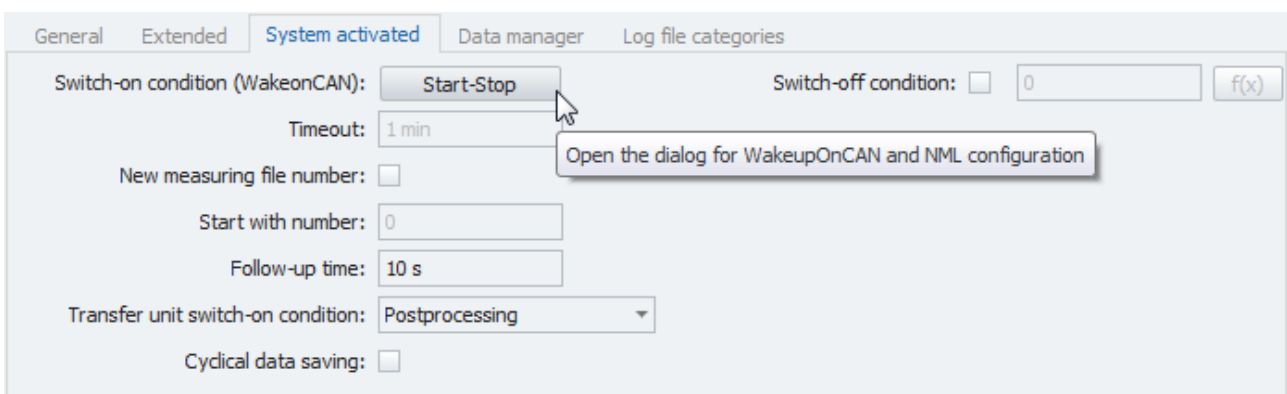 General Extended System activated Data manager Log file categories
Switch-on condition (WakeonCAN): Start-Stop Switch-off condition: 0 f(x)
Timeout: 1 min
Open the dialog for WakeupOnCAN and NML configuration
New measuring file number:
Start with number: 0
Follow-up time: 10 s
Transfer unit switch-on condition: Postprocessing
Cyclical data saving: